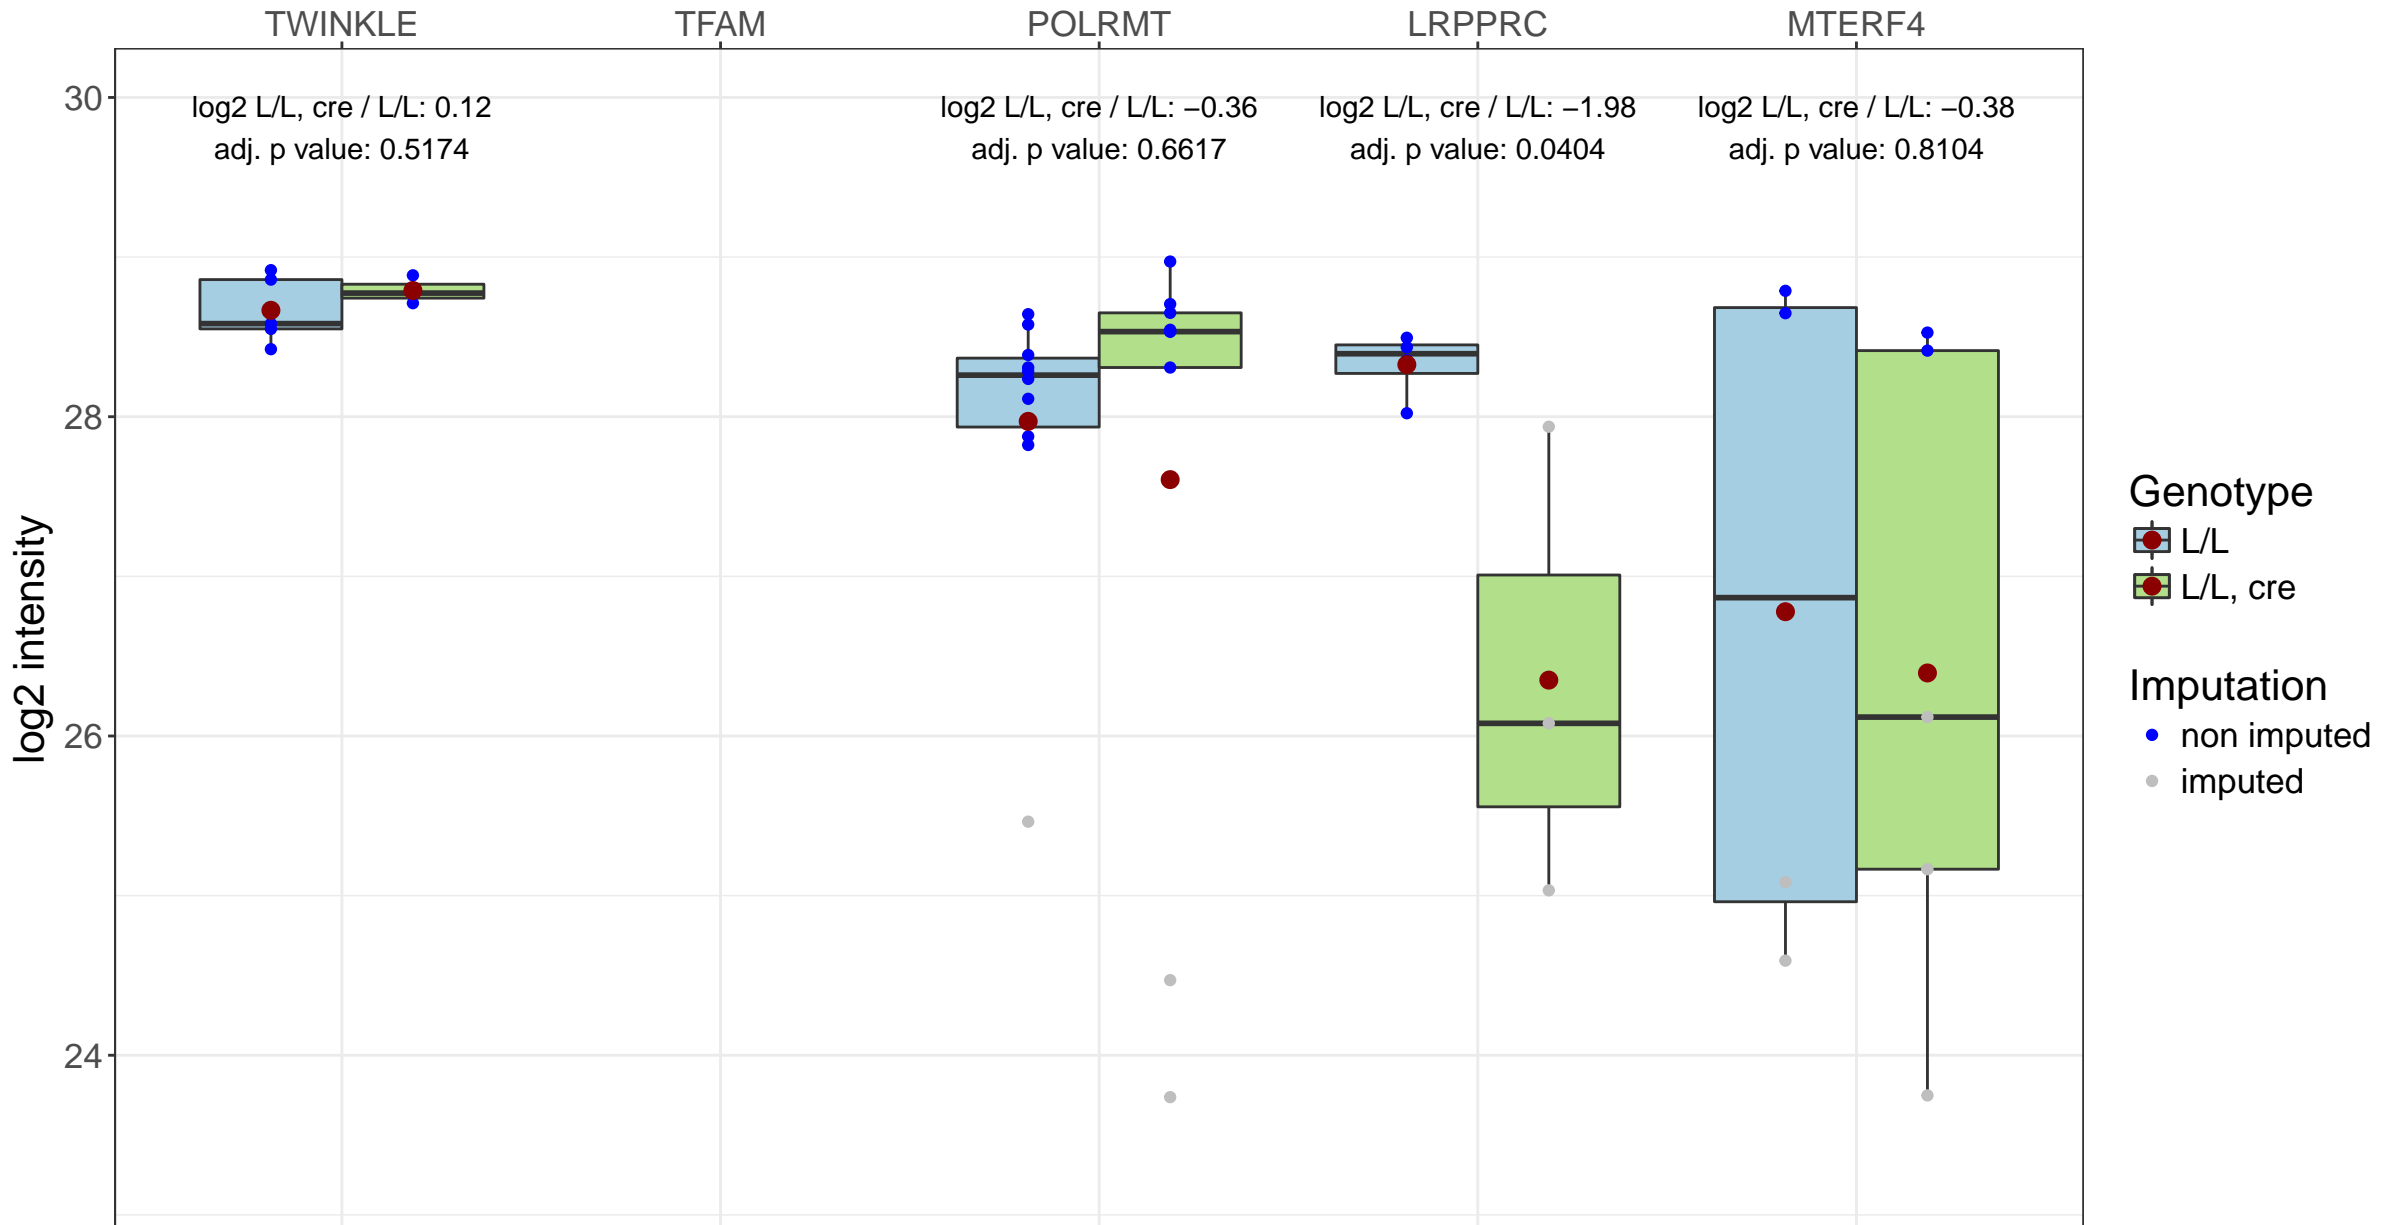 TWINKLE TFAM POLRMT LRPPRC MTERF4
log2 L/L, cre / L/L: 0.12 log2 L/L, cre / L/L: −0.36 log2 L/L, cre / L/L: −1.98 log2 L/L, cre / L/L: −0.38
adj. p value: 0.5174 adj. p value: 0.6617 adj. p value: 0.0404 adj. p value: 0.8104
30
28
26
24
log2 intensity
Genotype
L/L
L/L, cre
Imputation
non imputed
imputed